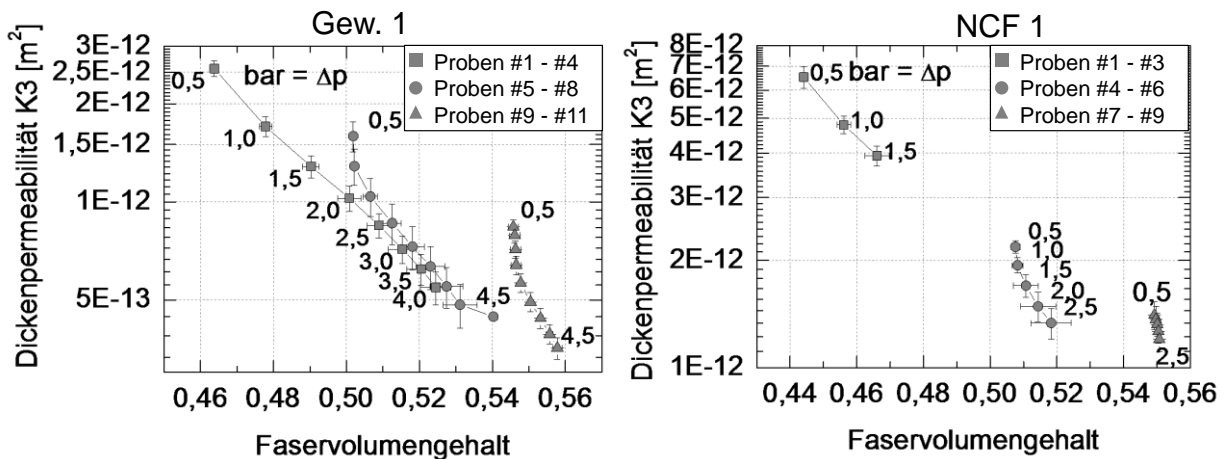 Gew. 1
Dickenpermeabilität K3 [m²]
3E-12
2,5E-12
2E-12
1,5E-12
1E-12
5E-13
0,5
bar = Δp
1,0
1,5
2,0
2,5
3,0
3,5
4,0
0,5
4,5
0,5
4,5
Proben #1 - #4
Proben #5 - #8
Proben #9 - #11
0,46
0,48
0,50
0,52
0,54
0,56
Faservolumengehalt
NCF 1
Dickenpermeabilität K3 [m²]
8E-12
7E-12
6E-12
5E-12
4E-12
3E-12
2E-12
1E-12
0,5 bar = Δp
1,0
1,5
0,5
1,0
1,5
2,0
2,5
0,5
2,5
Proben #1 - #3
Proben #4 - #6
Proben #7 - #9
0,44
0,46
0,48
0,50
0,52
0,54
0,56
Faservolumengehalt